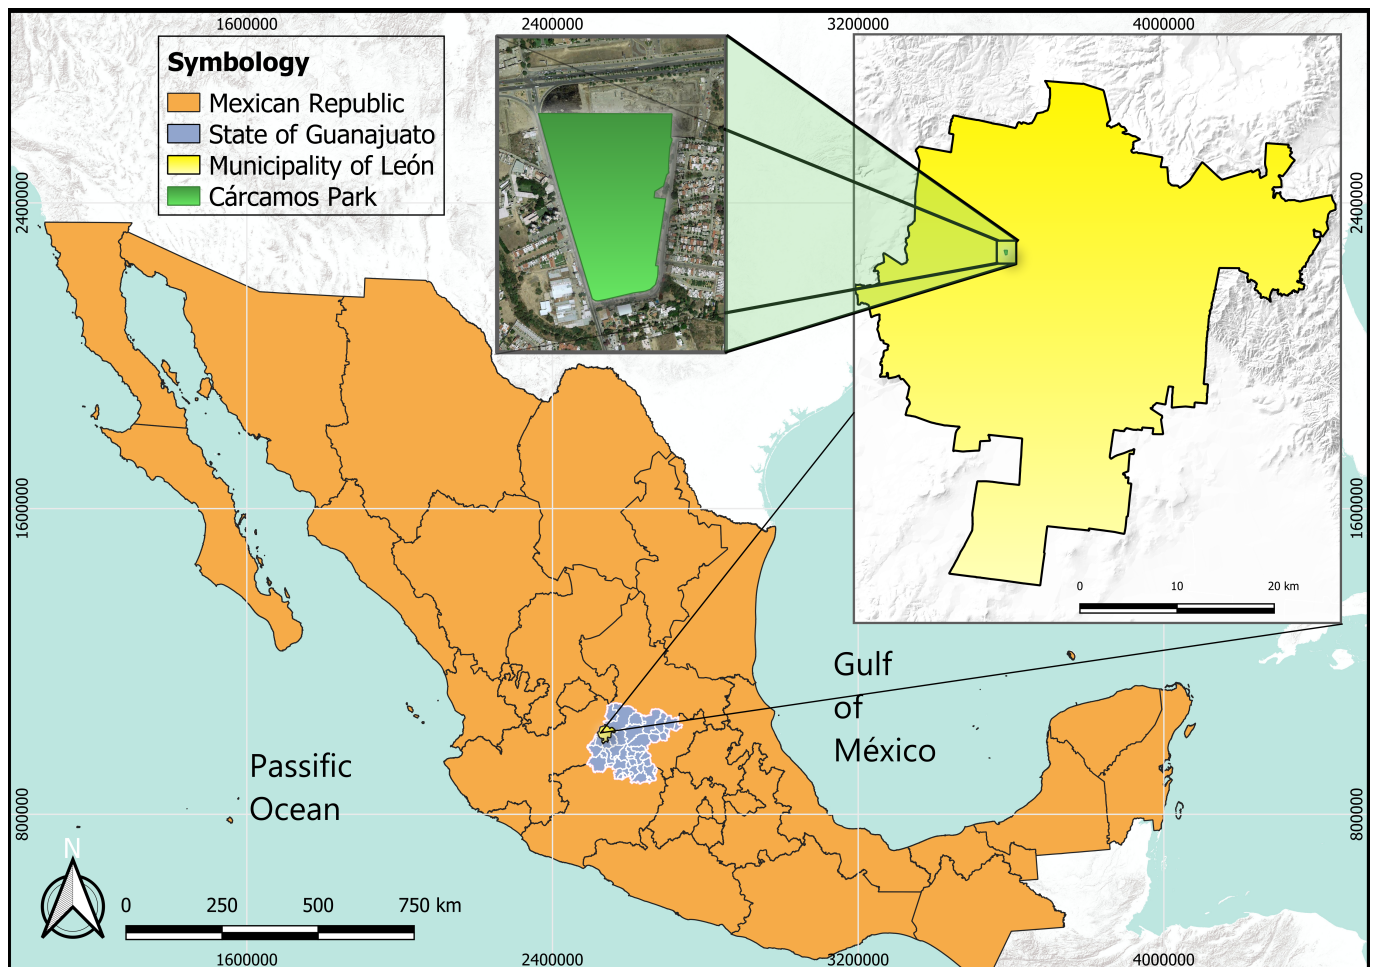 1600000 2400000 3200000 4000000
Symbology
Mexican Republic
State of Guanajuato
Municipality of León
Cárcamos Park
2400000
2400000
1600000
1600000
0 10 20 km
Gulf
of
México
Passific
Ocean
800000
800000
N
0 250 500 750 km
1600000 2400000 3200000 4000000